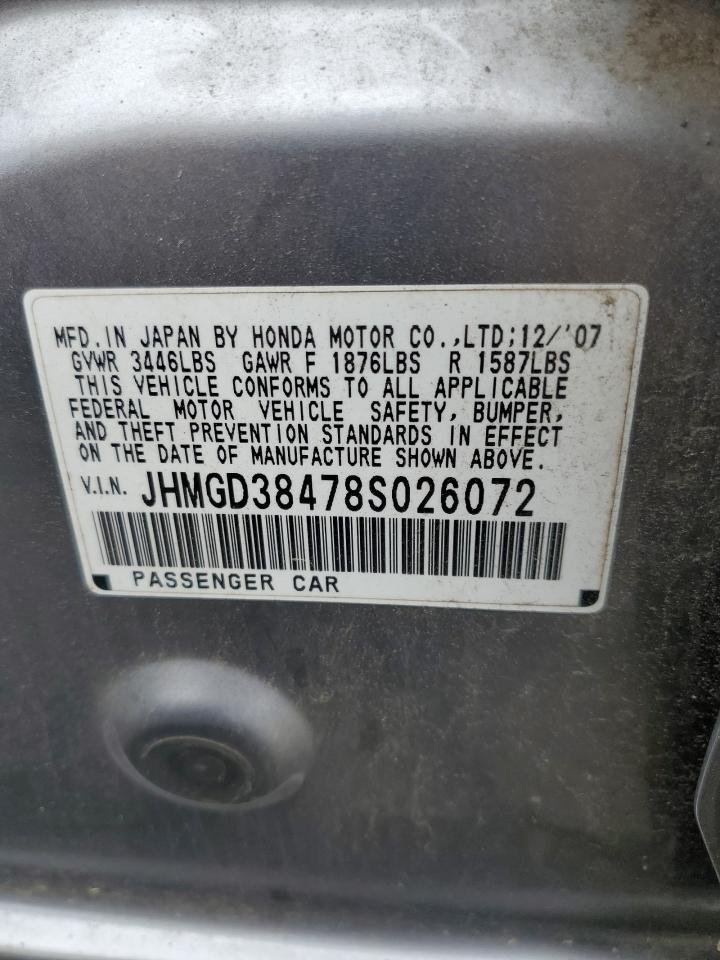 MFD.IN JAPAN BY HONDA MOTOR CO.,LTD;12/'07
GVWR 3446LBS GAWR F 1876LBS R 1587LBS
THIS VEHICLE CONFORMS TO ALL APPLICABLE
FEDERAL MOTOR VEHICLE SAFETY, BUMPER,
AND THEFT PREVENTION STANDARDS IN EFFECT
ON THE DATE OF MANUFACTURE SHOWN ABOVE.
V.I.N. JHMGD38478S026072
PASSENGER CAR